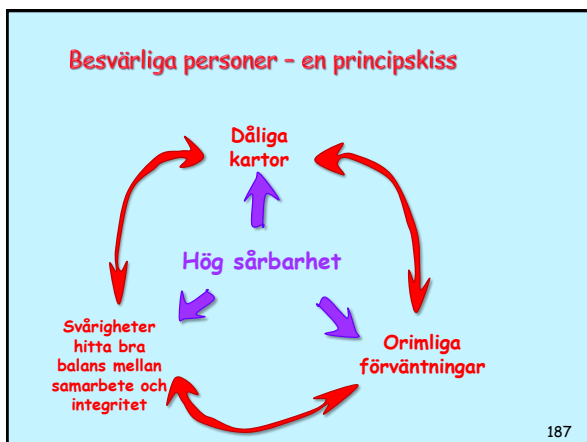 Besvärliga personer – en principskiss
Dåliga
kartor
Hög sårbarhet
Svårigheter
hitta bra
balans mellan
samarbete och
integritet
Orimliga
förväntningar
187